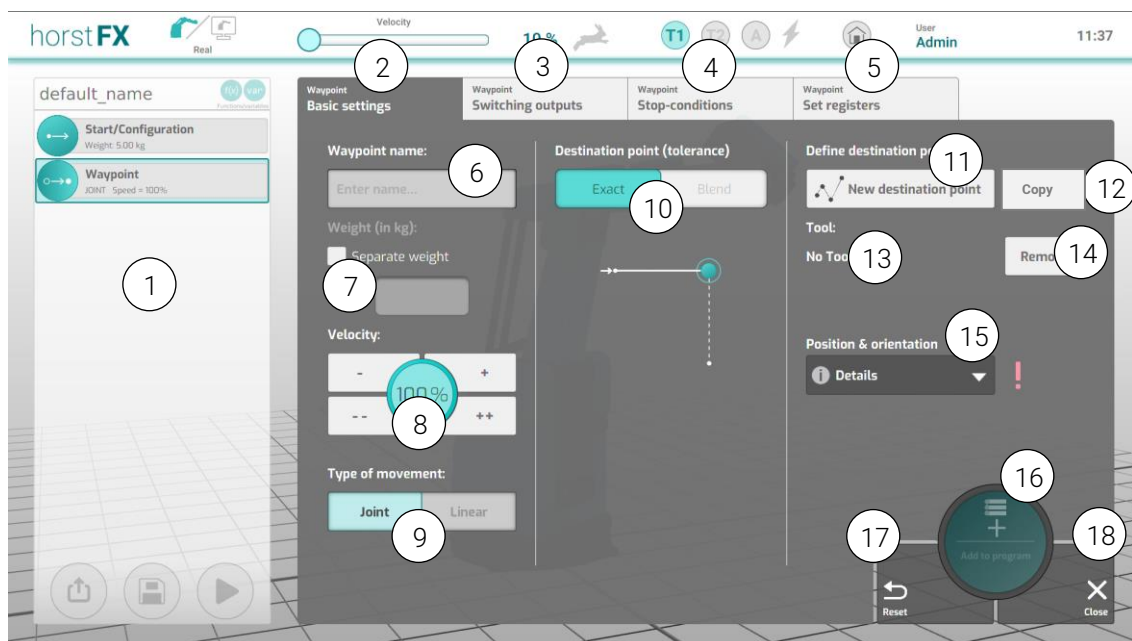 horstFX
Real
Velocity
10 %
T1
T2
A
User
Admin
11:37
2
3
4
5
default_name
f(x) var
Functions/variables
Start/Configuration
Weight: 5.00 kg
Waypoint
JOINT Speed = 100%
1
Waypoint
Basic settings
Waypoint
Switching outputs
Waypoint
Stop-conditions
Waypoint
Set registers
Waypoint name:
Enter name...
6
Weight (in kg):
Separate weight
7
Velocity:
-
+
100 %
--
++
8
Type of movement:
Joint
Linear
9
Destination point (tolerance)
Exact
Blend
10
Define destination
11
New destination point
Copy
12
Tool:
No Too
13
Remo
14
Position & orientation
15
Details
16
Add to program
17
Reset
18
Close